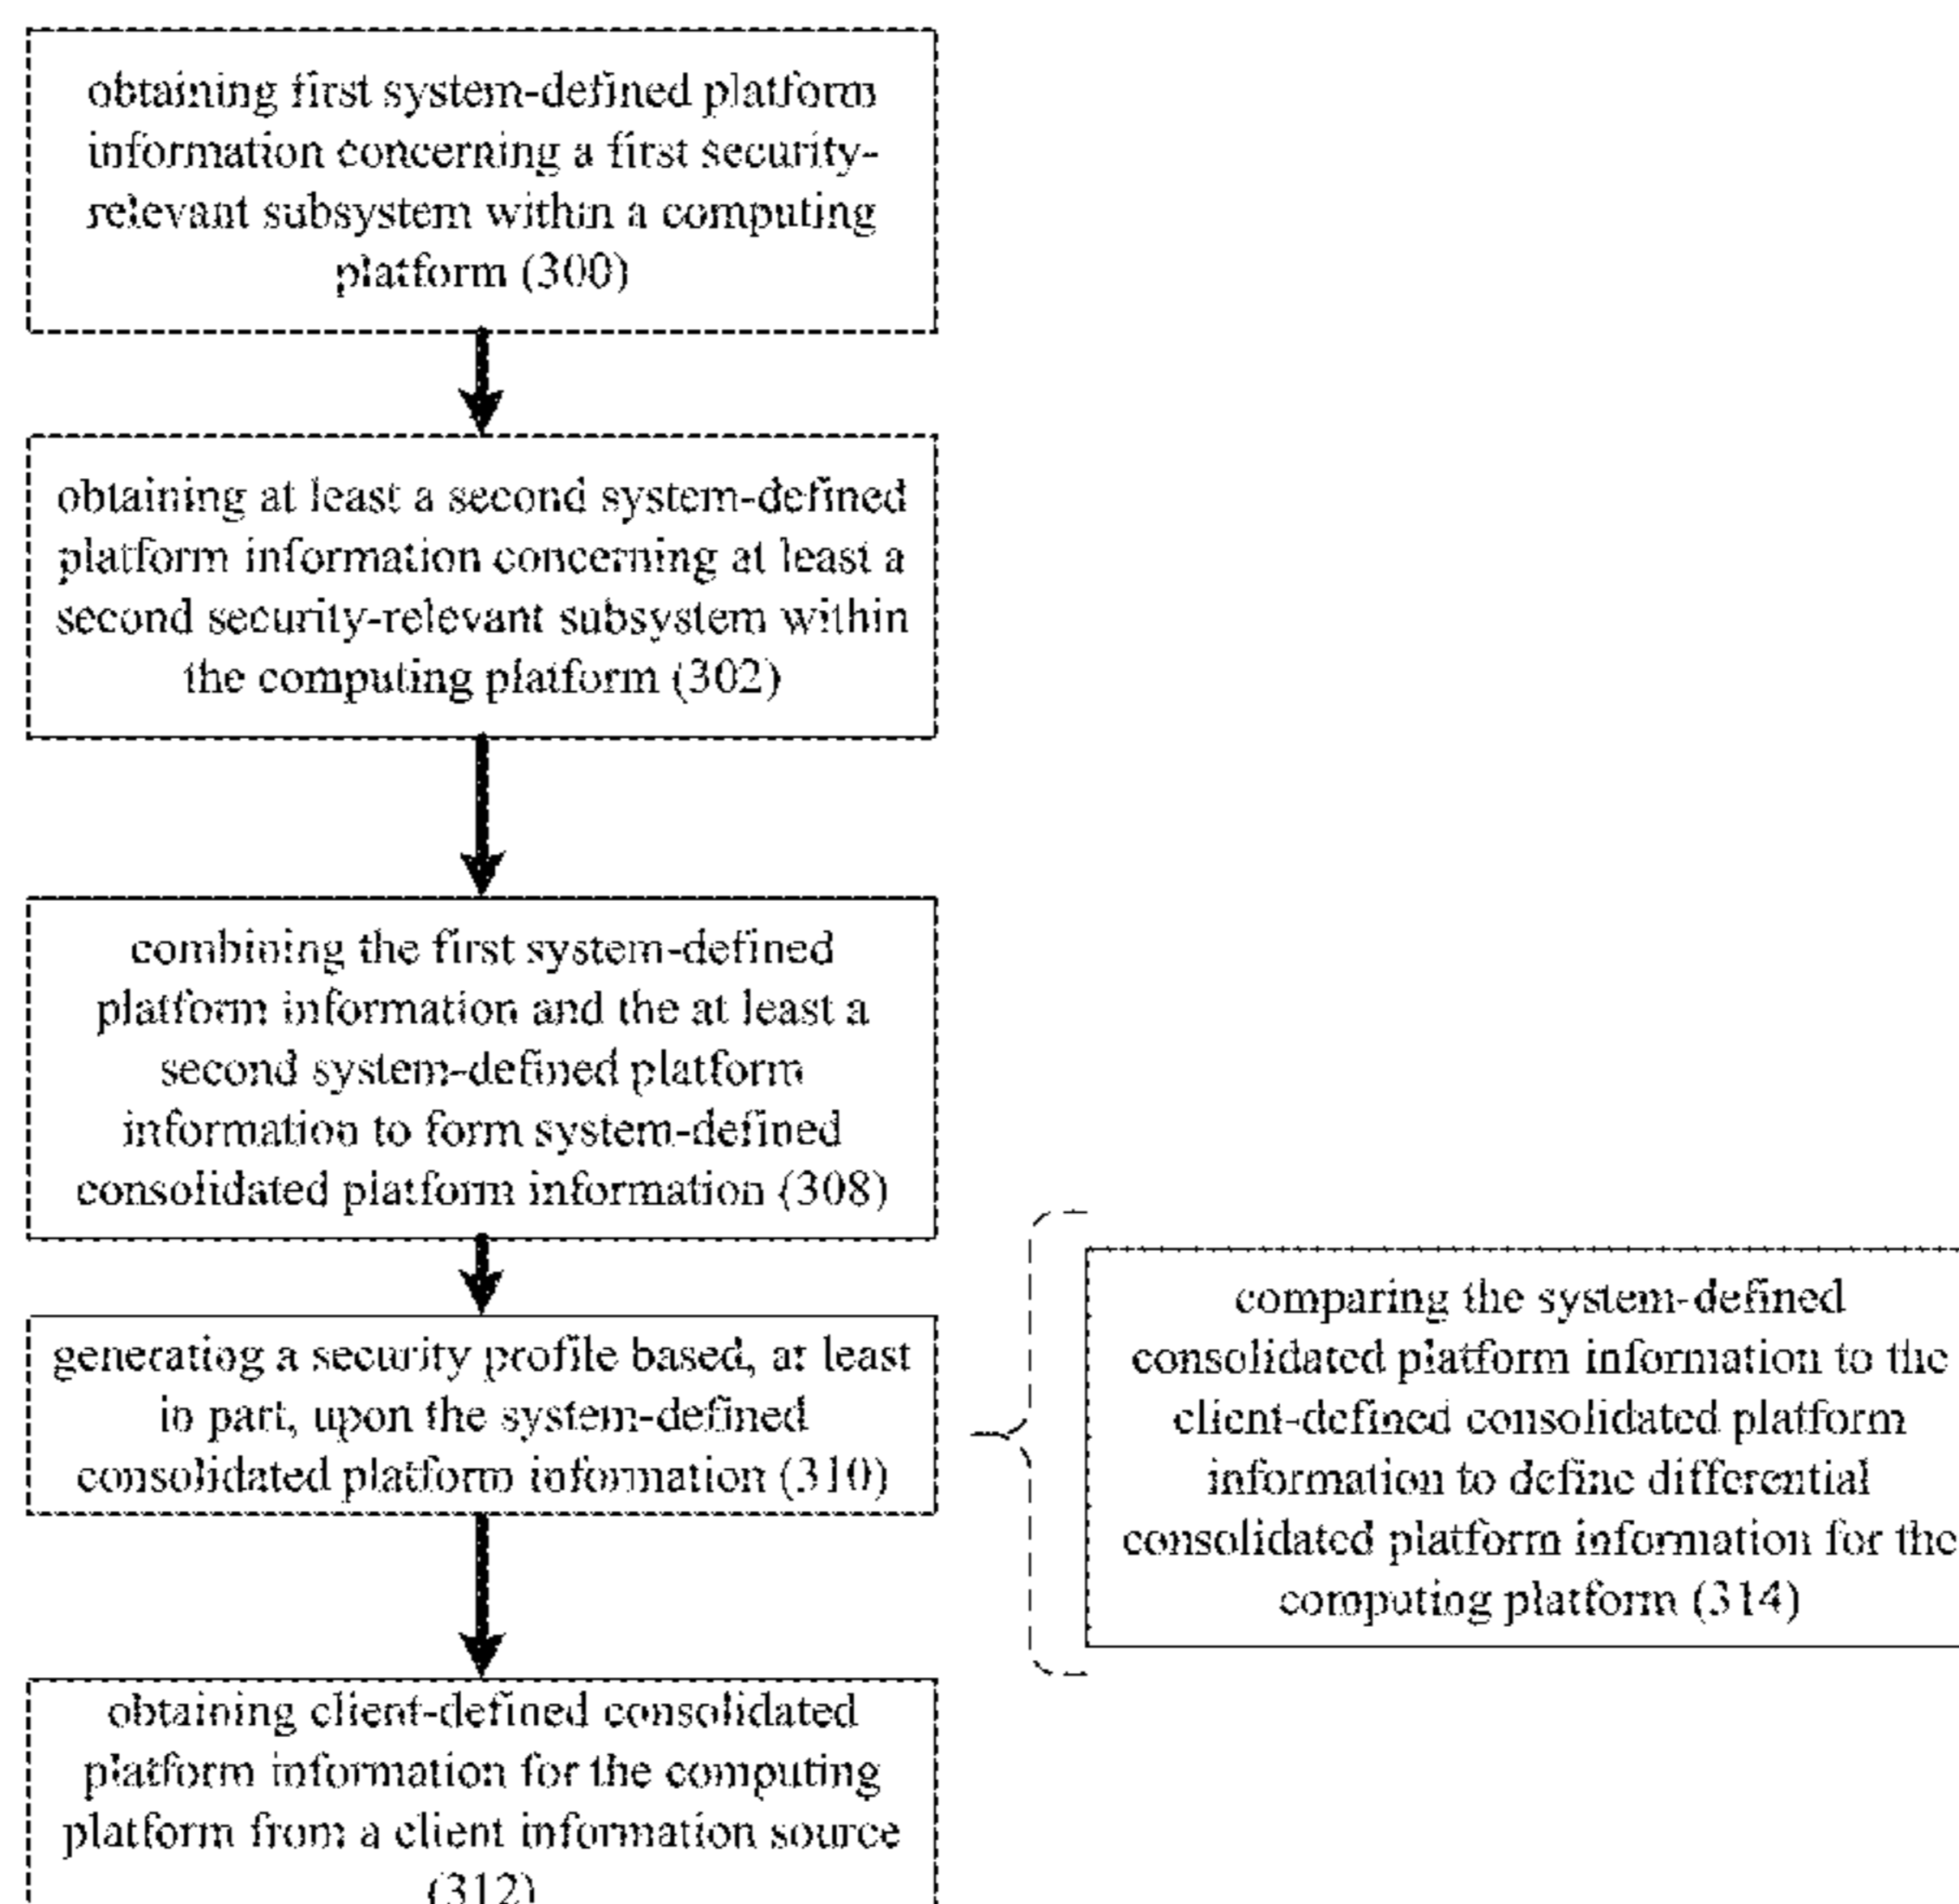 obtaining first system-defined platform
information concerning a first security-
relevant subsystem within a computing
platform (300)
obtaining at least a second system-defined
platform information concerning at least a
second security-relevant subsystem within
the computing platform (302)
combining the first system-defined
platform information and the at least a
second system-defined platform
information to form system-defined
consolidated platform information (308)
generating a security profile based, at least
in part, upon the system-defined
consolidated platform information (310)
comparing the system-defined
consolidated platform information to the
client-defined consolidated platform
information to define differential
consolidated platform information for the
computing platform (314)
obtaining client-defined consolidated
platform information for the computing
platform from a client information source
(312)